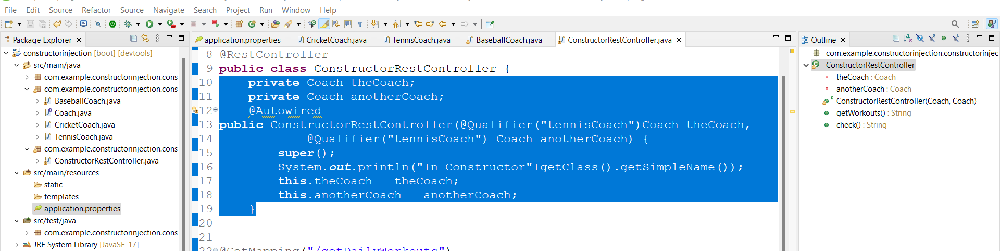 File Edit Source Refactor Source Navigate Search Project Run Window Help
Package Explorer
constructorinjection [boot] [devtools]
src/main/java
com.example.constructorinjection.cons
com.example.constructorinjection.cons
BaseballCoach.java
Coach.java
CricketCoach.java
TennisCoach.java
com.example.constructorinjection.cons
ConstructorRestController.java
src/main/resources
static
templates
application.properties
src/test/java
com.example.constructorinjection.cons
JRE System Library [JavaSE-17]
application.properties CricketCoach.java TennisCoach.java BaseballCoach.java ConstructorRestController.java
8 @RestController
9 public class ConstructorRestController {
10 private Coach theCoach;
11 private Coach anotherCoach;
12 @Autowired
13 public ConstructorRestController(@Qualifier("tennisCoach")Coach theCoach,
14 @Qualifier("tennisCoach") Coach anotherCoach) {
15 super();
16 System.out.println("In Constructor"+getClass().getSimpleName());
17 this.theCoach = theCoach;
18 this.anotherCoach = anotherCoach;
19 }
20
21
22 @GetMapping("/getDailyWorkouts")
Outline
com.example.constructorinjection.constructorinjec
ConstructorRestController
theCoach : Coach
anotherCoach : Coach
ConstructorRestController(Coach, Coach)
getWorkouts() : String
check() : String